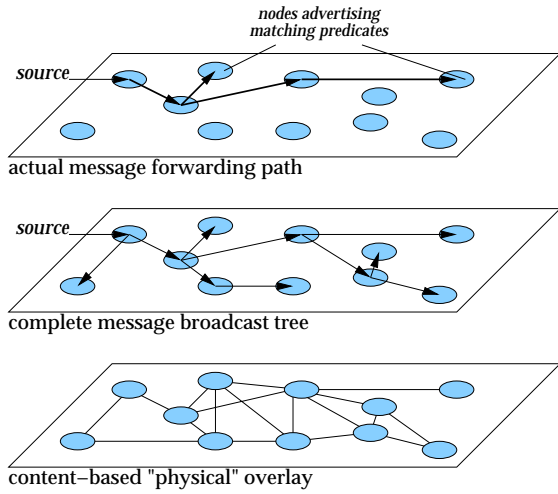 nodes advertising
matching predicates
source
actual message forwarding path
source
complete message broadcast tree
content−based "physical" overlay